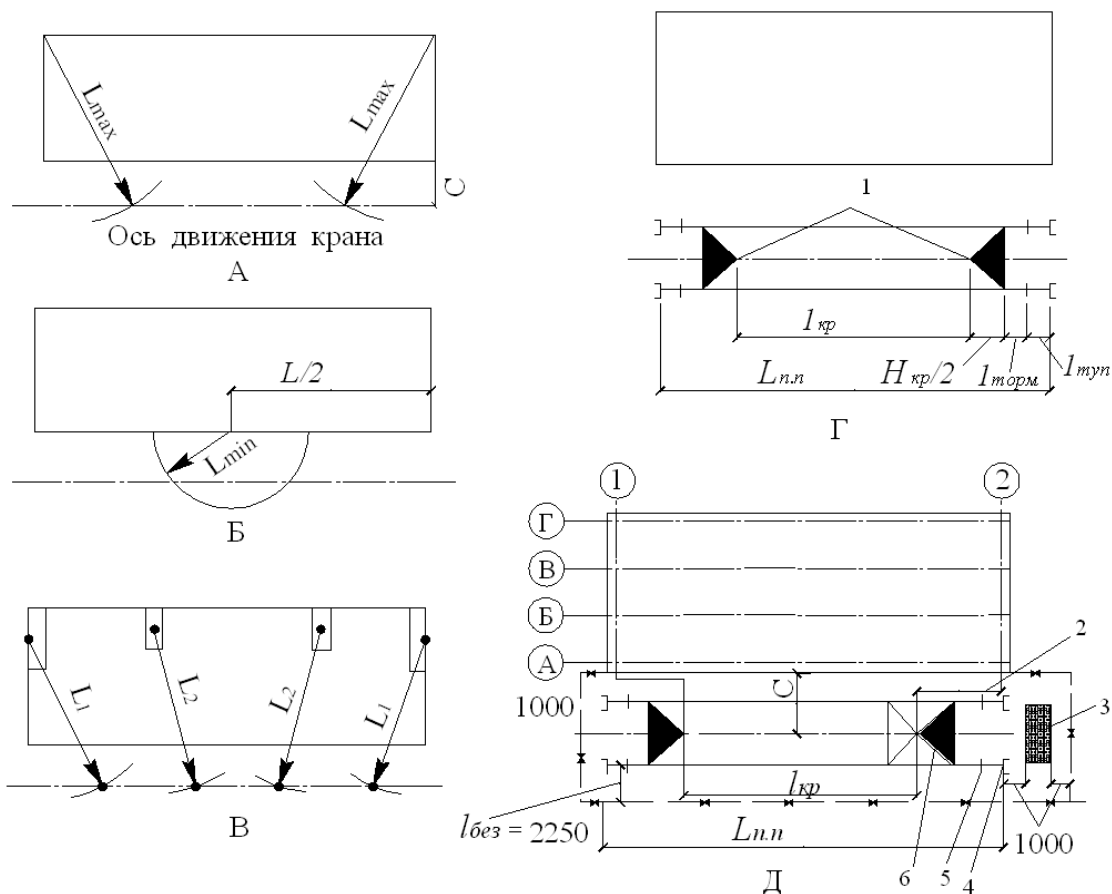 Lmax
Lmax
С
Ось движения крана
А
L/2
Lmin
Б
L1
L2
L2
L1
В
1
lкр
Lп.п
Hкр/2
lторм
lтуп
Г
1
2
Г
В
Б
А
2
С
3
1000
lкр
lбез = 2250
Lп.п
1000
6
5
4
Д